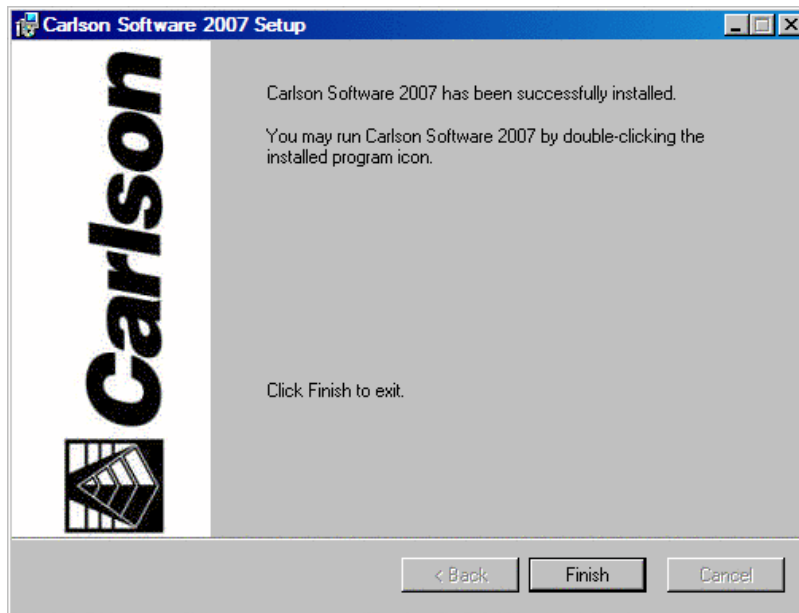 Carlson Software 2007 Setup
Carlson
Carlson Software 2007 has been successfully installed.
You may run Carlson Software 2007 by double-clicking the
installed program icon.
Click Finish to exit.
< Back
Finish
Cancel